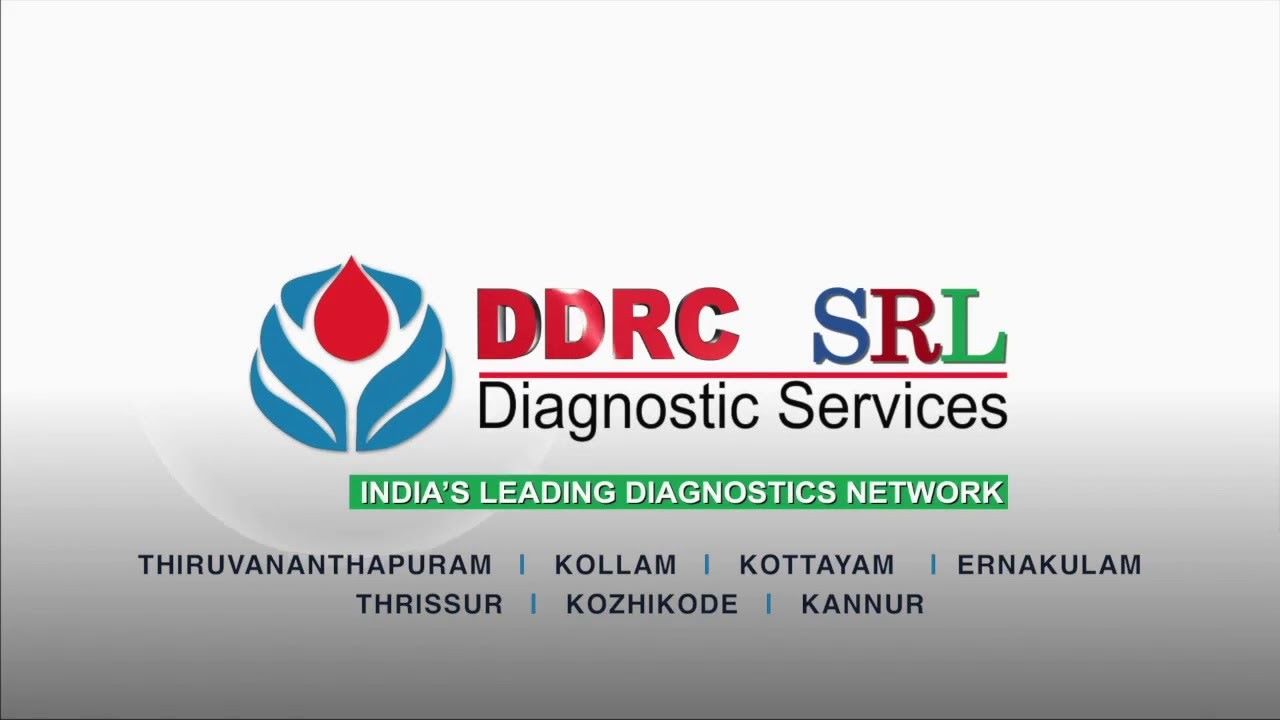 DDRC SRL
Diagnostic Services
INDIA'S LEADING DIAGNOSTICS NETWORK
THIRUVANANTHAPURAM | KOLLAM | KOTTAYAM | ERNAKULAM
THRISSUR | KOZHIKODE | KANNUR